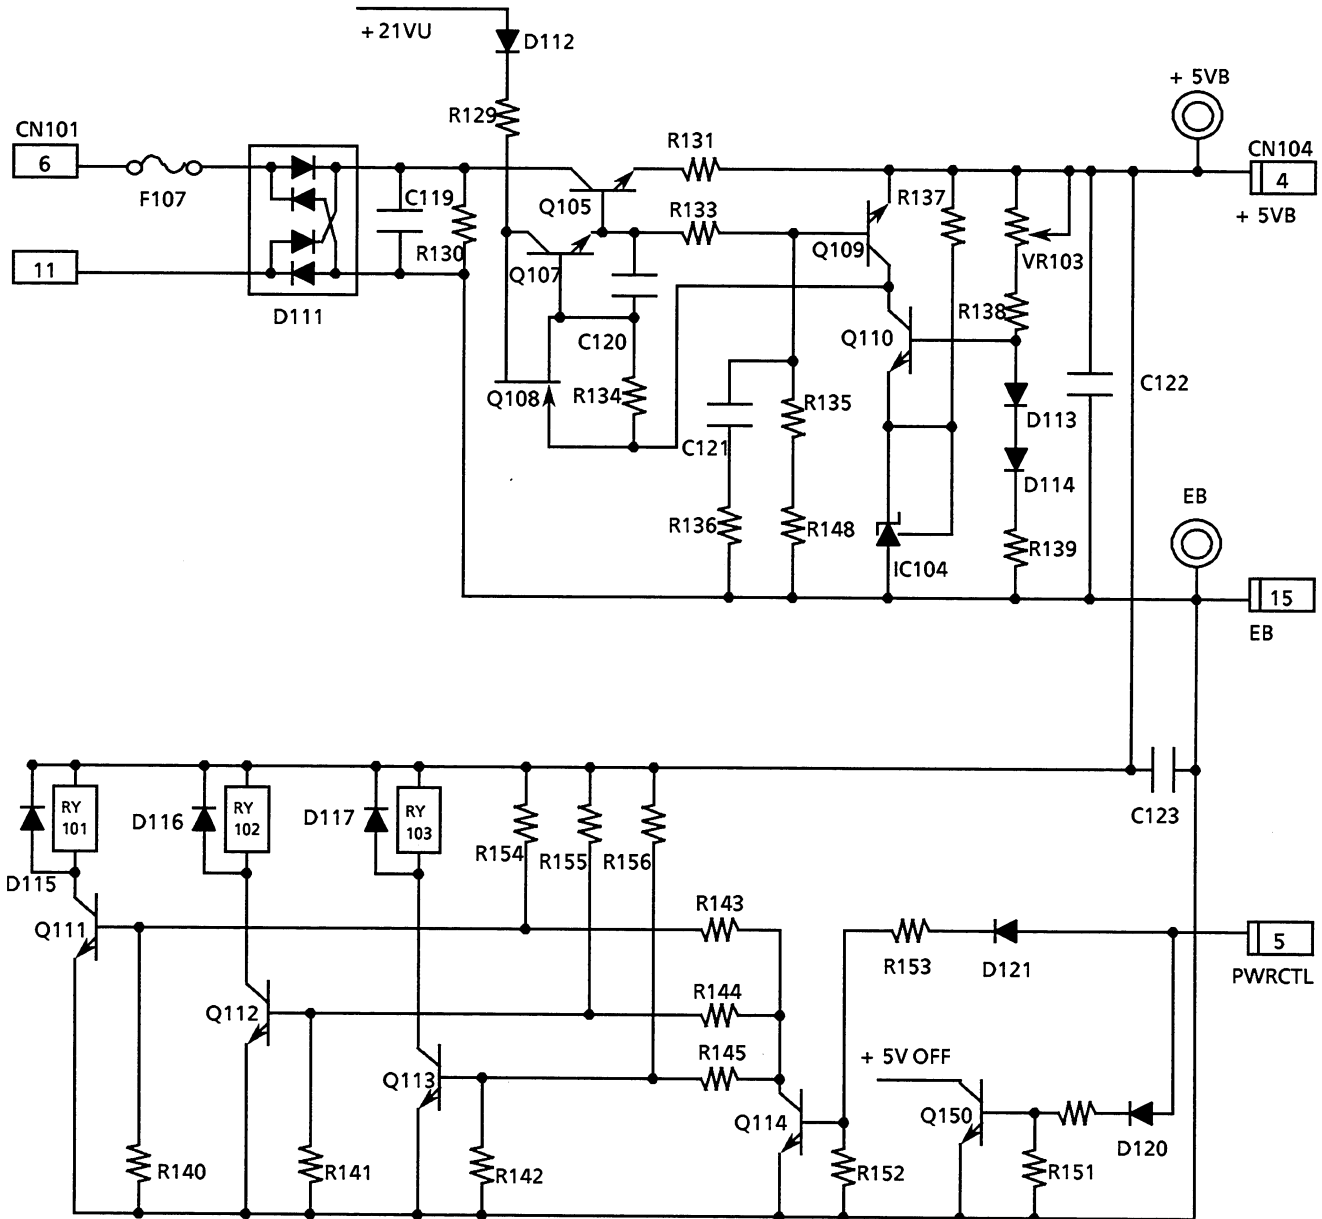 + 21VU
D112
+ 5VB
R129
CN101
6
F107
R131
CN104
4
+ 5VB
C119
Q105
R133
R137
R130
Q107
Q109
VR103
11
D111
C120
Q110
R138
Q108
R134
C122
R135
D113
C121
D114
EB
R136
R148
R139
IC104
15
EB
RY
101
D116
RY
102
D117
RY
103
C123
R154
R155
R156
D115
Q111
R143
5
R153
D121
PWRCTL
Q112
R144
R145
+ 5V OFF
Q113
Q114
Q150
D120
R140
R141
R142
R152
R151